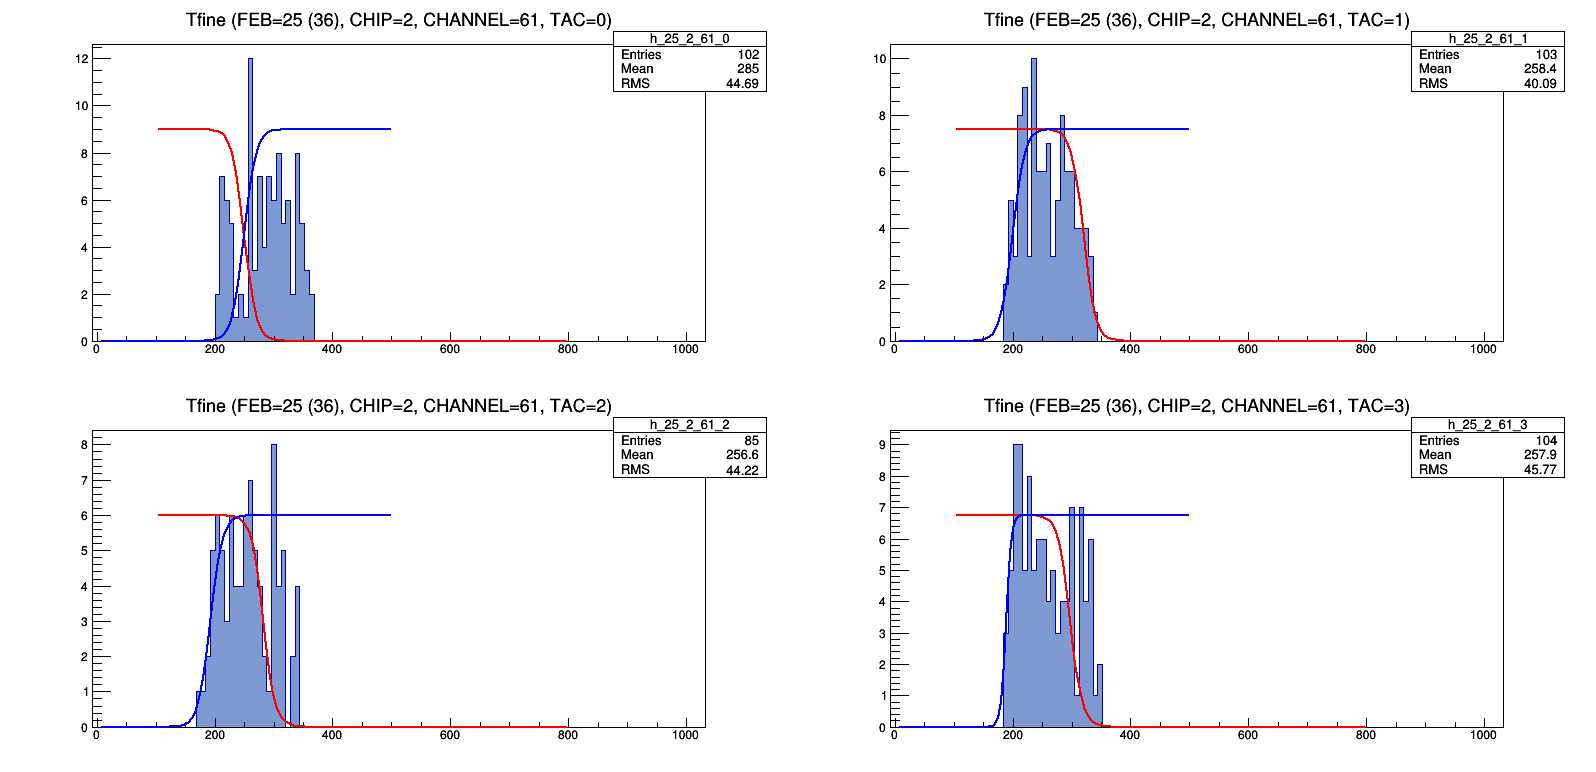 Tfine (FEB=25 (36), CHIP=2, CHANNEL=61, TAC=0)
h_25_2_61_0
Entries 102
Mean 285
RMS 44.69
12
10
8
6
4
2
0
0 200 400 600 800 1000
Tfine (FEB=25 (36), CHIP=2, CHANNEL=61, TAC=1)
h_25_2_61_1
Entries 103
Mean 258.4
RMS 40.09
10
8
6
4
2
0
0 200 400 600 800 1000
Tfine (FEB=25 (36), CHIP=2, CHANNEL=61, TAC=2)
h_25_2_61_2
Entries 85
Mean 256.6
RMS 44.22
8
7
6
5
4
3
2
1
0
0 200 400 600 800 1000
Tfine (FEB=25 (36), CHIP=2, CHANNEL=61, TAC=3)
h_25_2_61_3
Entries 104
Mean 257.9
RMS 45.77
9
8
7
6
5
4
3
2
1
0
0 200 400 600 800 1000